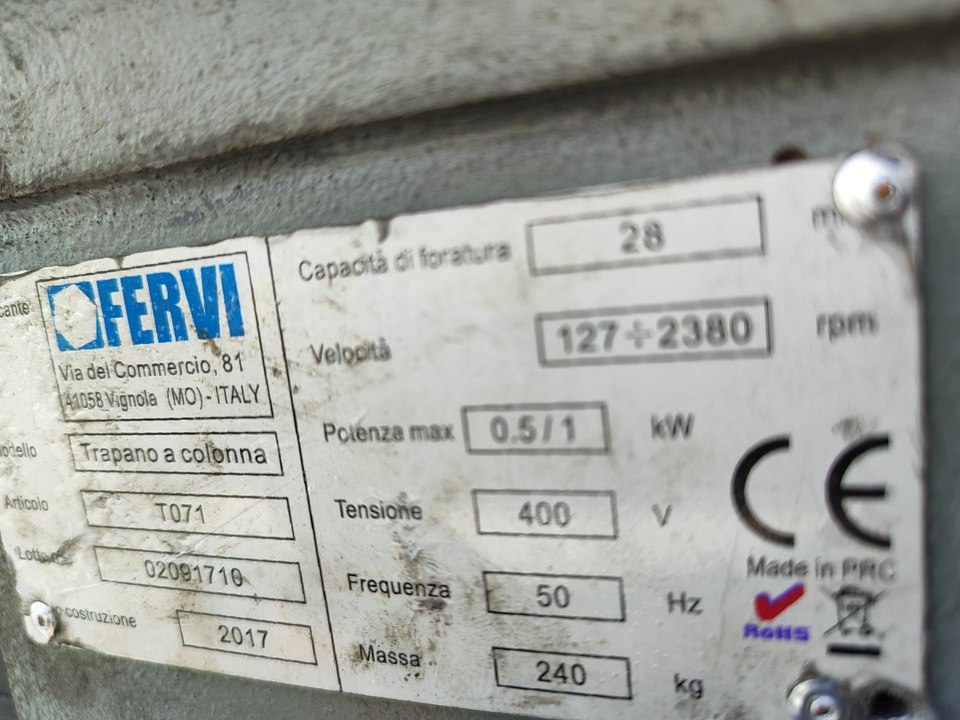 FERVI
Via del Commercio, 81
41058 Vignola (MO) - ITALY
Trapano a colonna
Articolo T071
Lotto 02091710
costruzione 2017
Capacità di foratura 28
Velocità 127÷2380 rpm
Potenza max 0.5/1 kW
Tensione 400 V
Frequenza 50 Hz
Massa 240 kg
CE
Made in PRC
RoHS